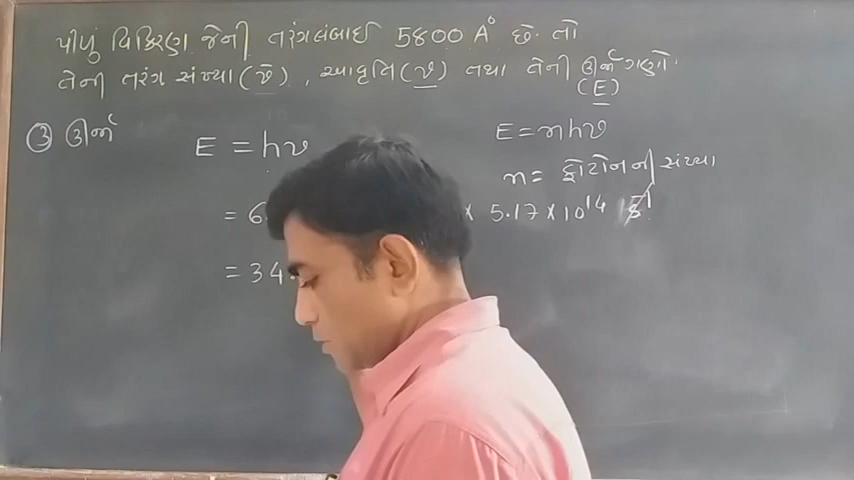 પીળું વિકિરણ જેની તરંગલંબાઈ 5800 A° છે. તો
તેની તરંગ સંખ્યા (ν̄), આવૃતિ (ν) તથા તેની ઊર્જા ગણો.
(E)
③ ઊર્જા
E = hν
E = nhν
n = ફોટોનની સંખ્યા
= 6. × 5.17 × 10¹⁴ s⁻¹
= 34.